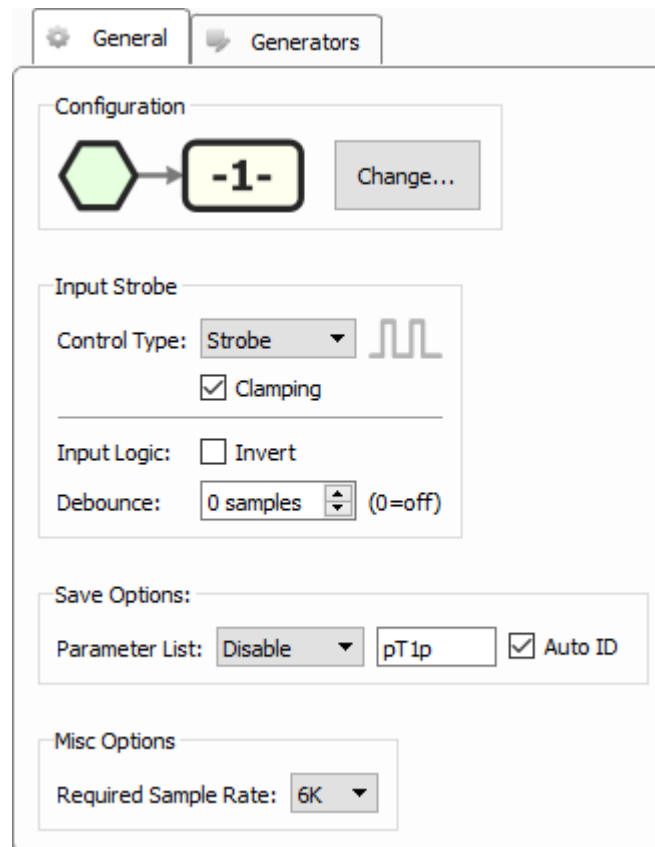 General
Generators
Configuration
-1-
Change...
Input Strobe
Control Type: Strobe
Clamping
Input Logic: Invert
Debounce: 0 samples (0=off)
Save Options:
Parameter List: Disable pT1p Auto ID
Misc Options
Required Sample Rate: 6K